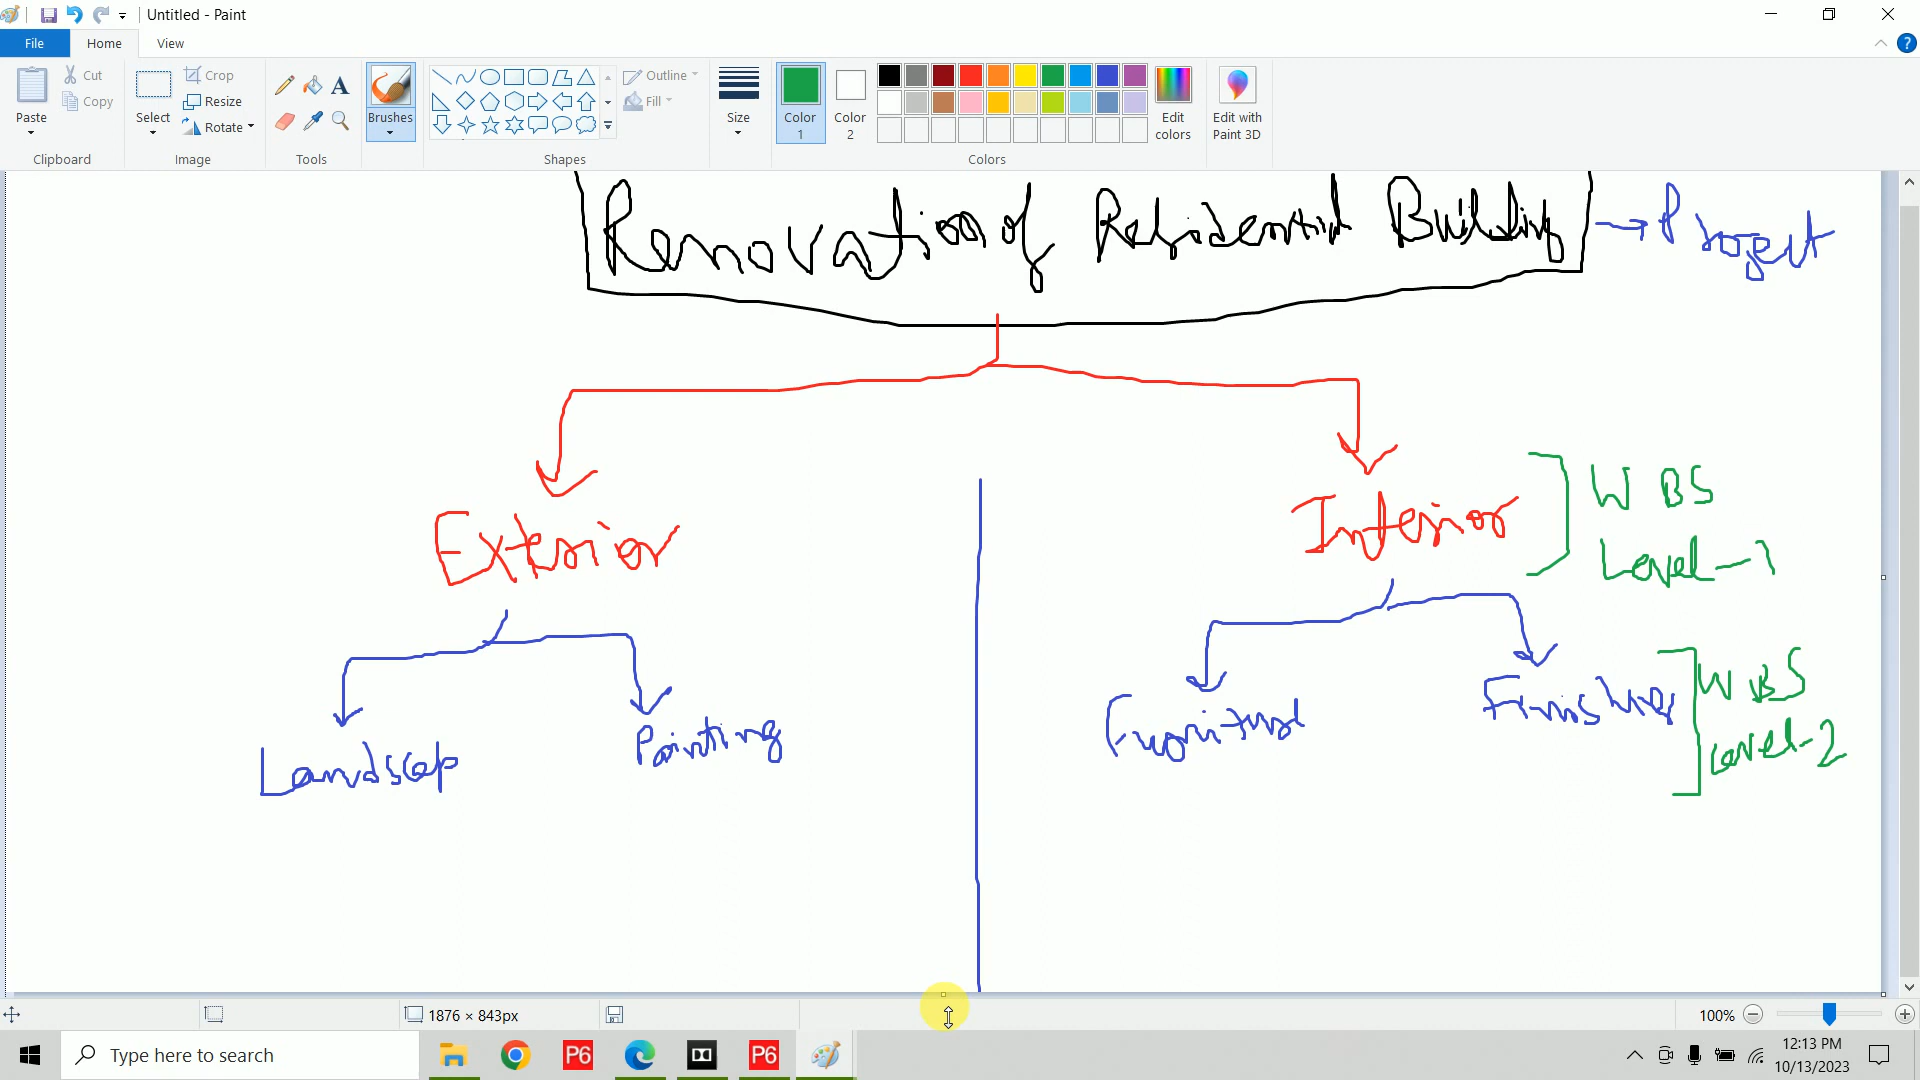 Untitled - Paint
File Home View
Paste
Cut
Copy
Clipboard
Select
Crop
Resize
Rotate
Image
Tools
Brushes
Shapes
Outline
Fill
Size
Color 1
Color 2
Colors
Edit colors
Edit with Paint 3D
Renovation of Residential Building → Project
Exterior
Interior
WBS
Level-1
Landscap
Painting
Furniture
Finishes
WBS
Level-2
1876 × 843px
100%
Type here to search
P6
P6
12:13 PM
10/13/2023